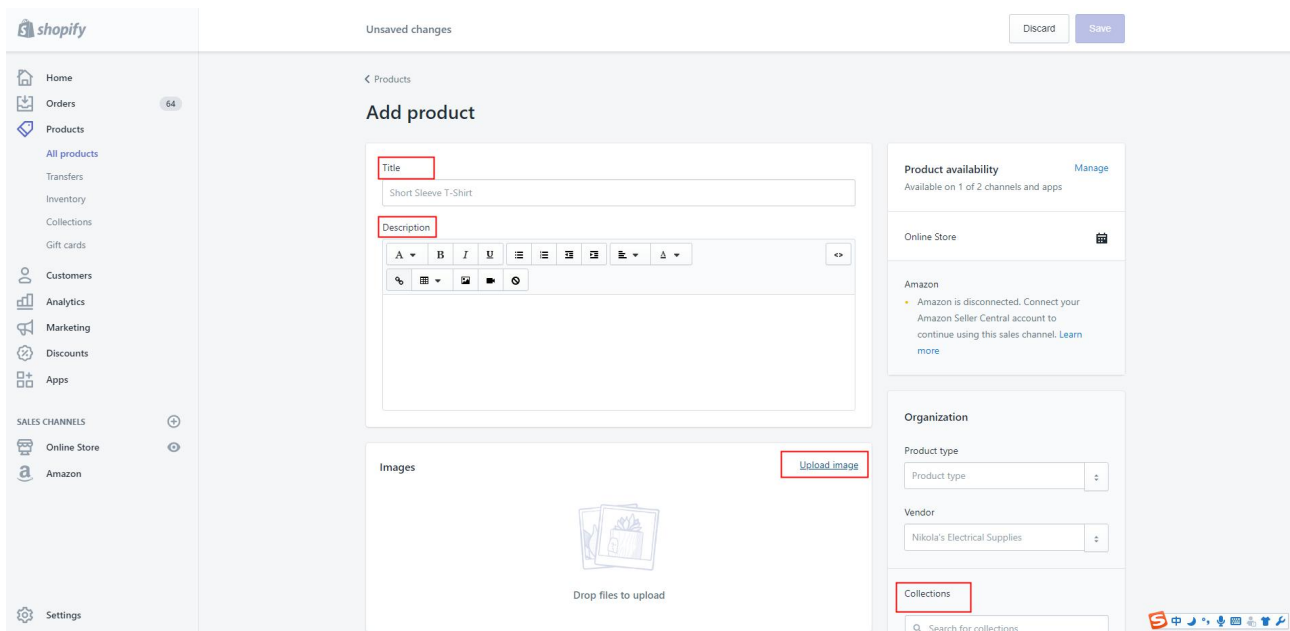 shopify
Unsaved changes
Discard
Save
Home
Orders 64
Products
All products
Transfers
Inventory
Collections
Gift cards
Customers
Analytics
Marketing
Discounts
Apps
SALES CHANNELS
Online Store
Amazon
Settings
Products
Add product
Title
Short Sleeve T-Shirt
Description
A B I U A
<>
Images
Upload image
Drop files to upload
Product availability Manage
Available on 1 of 2 channels and apps
Online Store
Amazon
Amazon is disconnected. Connect your
Amazon Seller Central account to
continue using this sales channel. Learn
more
Organization
Product type
Product type
Vendor
Nikola's Electrical Supplies
Collections
Search for collections
中